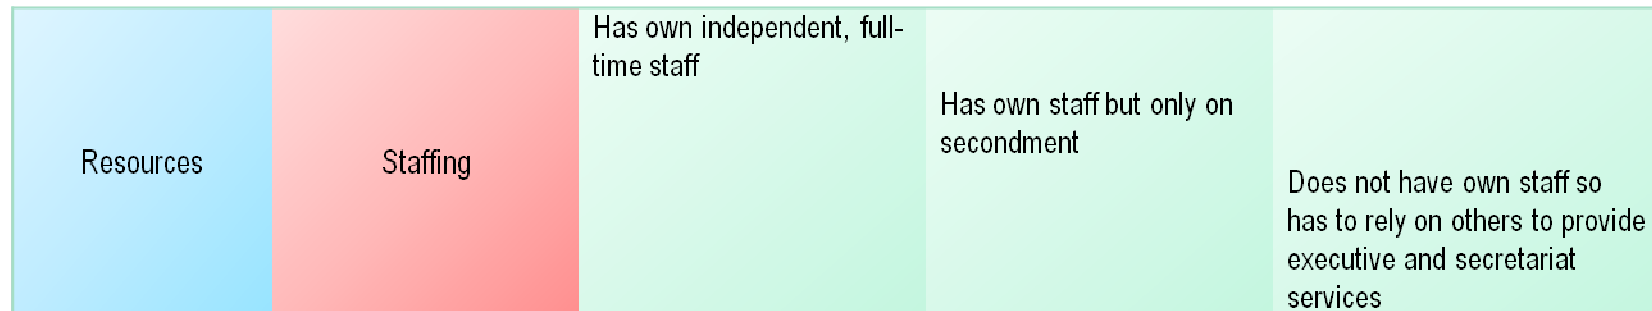 Resources
Staffing
Has own independent, full-
time staff
Has own staff but only on
secondment
Does not have own staff so
has to rely on others to provide
executive and secretariat
services